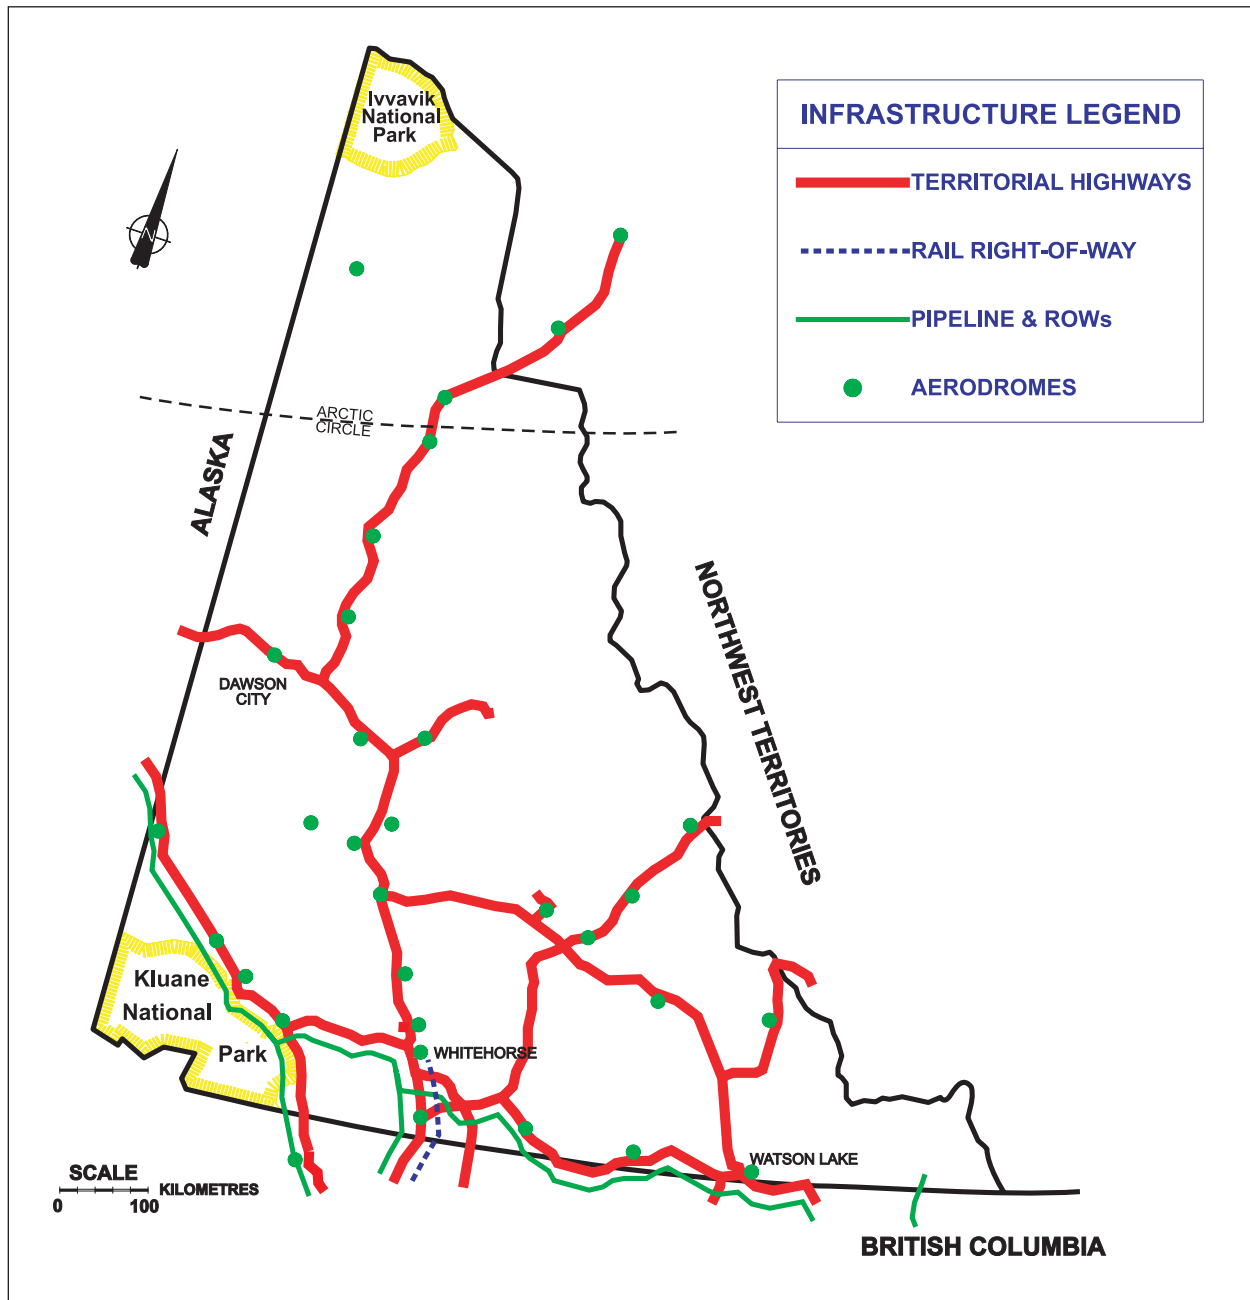 Ivvavik
National
Park
INFRASTRUCTURE LEGEND
TERRITORIAL HIGHWAYS
RAIL RIGHT-OF-WAY
PIPELINE & ROWs
AERODROMES
N
ARCTIC
CIRCLE
ALASKA
NORTHWEST TERRITORIES
DAWSON
CITY
Kluane
National
Park
WHITEHORSE
WATSON LAKE
SCALE
KILOMETRES
0 100
BRITISH COLUMBIA